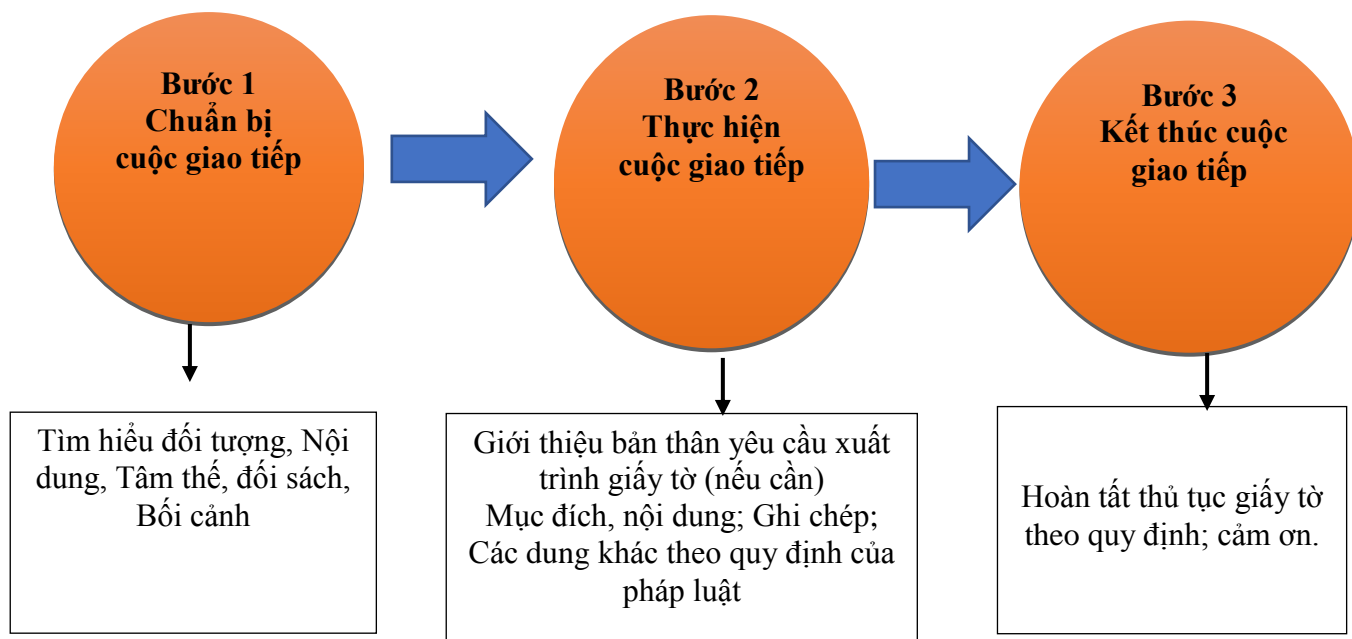 Bước 1
Chuẩn bị
cuộc giao tiếp
Bước 2
Thực hiện
cuộc giao tiếp
Bước 3
Kết thúc cuộc
giao tiếp
Tìm hiểu đối tượng, Nội
dung, Tâm thế, đối sách,
Bối cảnh
Giới thiệu bản thân yêu cầu xuất
trình giấy tờ (nếu cần)
Mục đích, nội dung; Ghi chép;
Các dung khác theo quy định của
pháp luật
Hoàn tất thủ tục giấy tờ
theo quy định; cảm ơn.